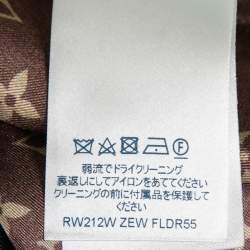 弱流でドライクリーニング
裏返しにしてアイロンをあててください
クリーニングの前に付属品を保護して
ください
RW212W ZEW FLDR55